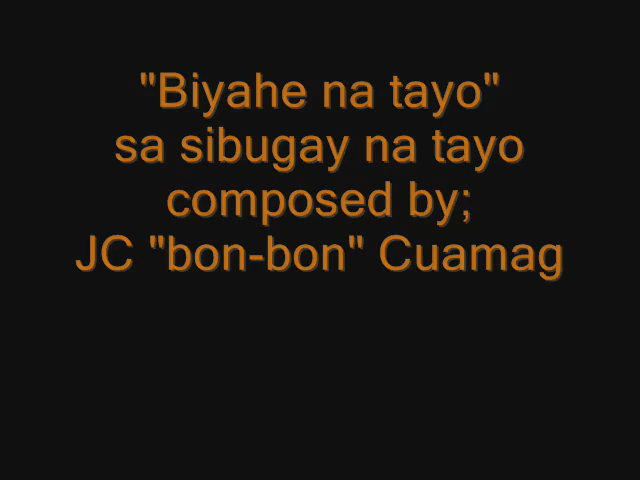 "Biyahe na tayo"
sa sibugay na tayo
composed by;
JC "bon-bon" Cuamag